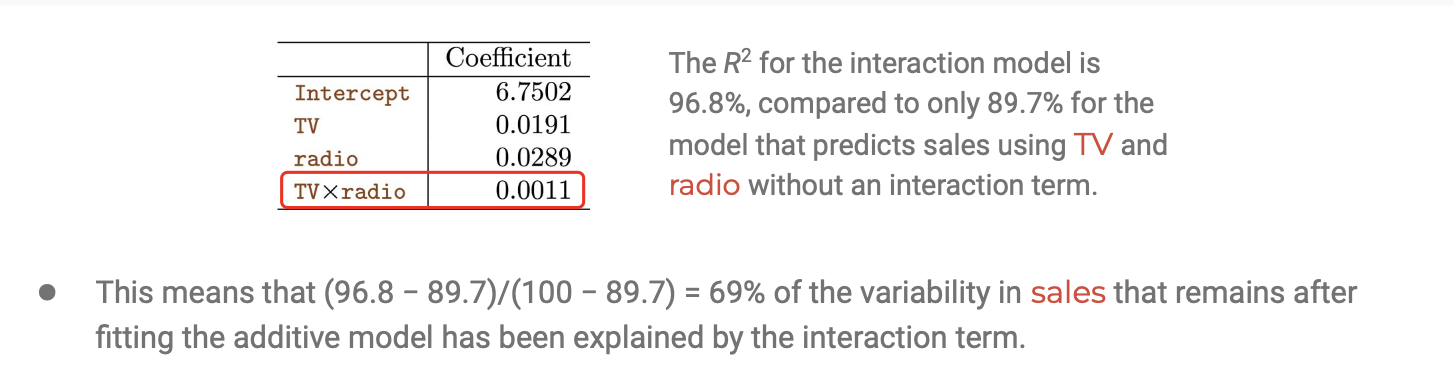 Coefficient
Intercept 6.7502
TV 0.0191
radio 0.0289
TV×radio 0.0011
The R² for the interaction model is
96.8%, compared to only 89.7% for the
model that predicts sales using TV and
radio without an interaction term.
● This means that (96.8 − 89.7)/(100 − 89.7) = 69% of the variability in sales that remains after
fitting the additive model has been explained by the interaction term.